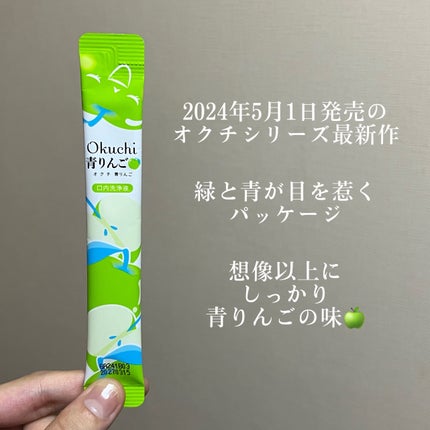 Okuchi
青りんご🍏
オクチ 青りんご
口内洗浄液
2024年5月1日発売の
オクチシリーズ最新作
緑と青が目を惹く
パッケージ
想像以上に
しっかり
青りんごの味🍏
20270315